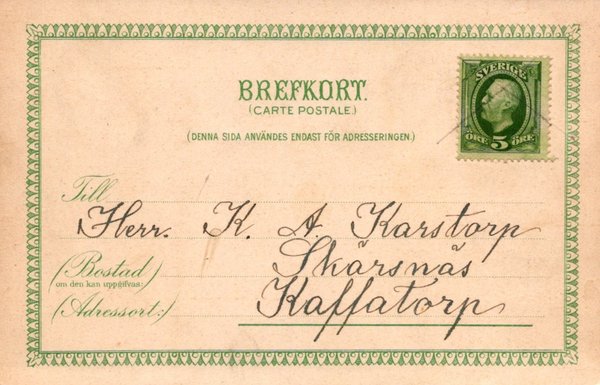 SVERIGE
BREFKORT.
(CARTE POSTALE.)
(DENNA SIDA ANVÄNDES ENDAST FÖR ADRESSERINGEN.)
ÖRE 5 ÖRE
Till
Herr. K. A. Karstorp
Skärsnäs
(Bostad)
om den kan uppgifvas:
Kaffatorp
(Adressort:)